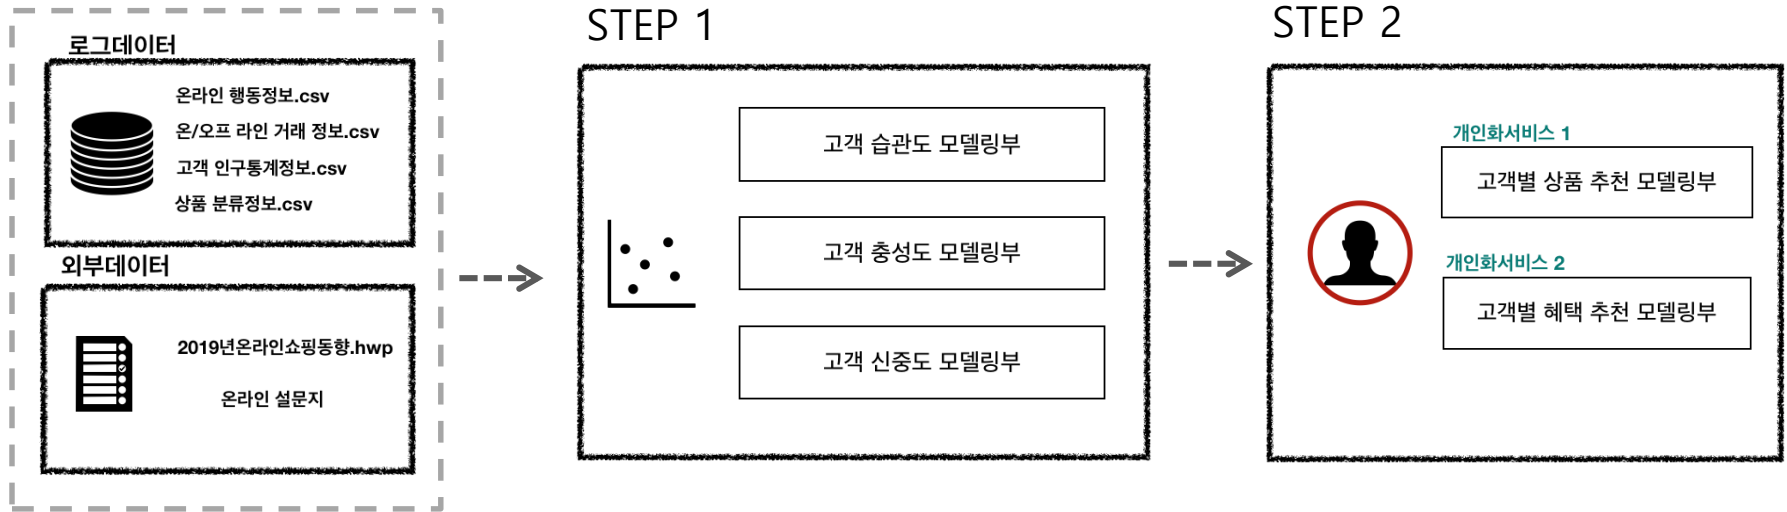 로그데이터
온라인 행동정보.csv
온/오프 라인 거래 정보.csv
고객 인구통계정보.csv
상품 분류정보.csv
외부데이터
2019년온라인쇼핑동향.hwp
온라인 설문지
STEP 1
고객 습관도 모델링부
고객 충성도 모델링부
고객 신중도 모델링부
STEP 2
개인화서비스 1
고객별 상품 추천 모델링부
개인화서비스 2
고객별 혜택 추천 모델링부